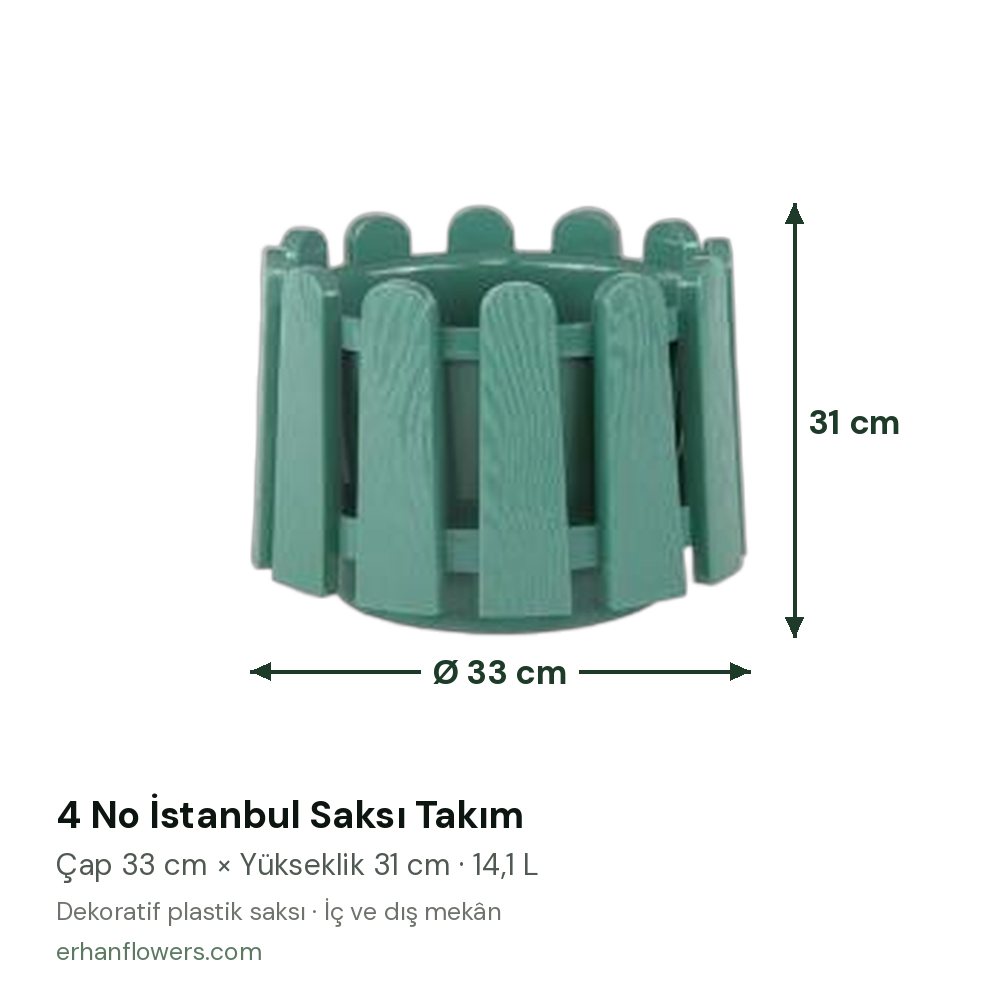 31 cm
Ø 33 cm
4 No İstanbul Saksı Takım
Çap 33 cm × Yükseklik 31 cm · 14,1 L
Dekoratif plastik saksı · İç ve dış mekân
erhanflowers.com